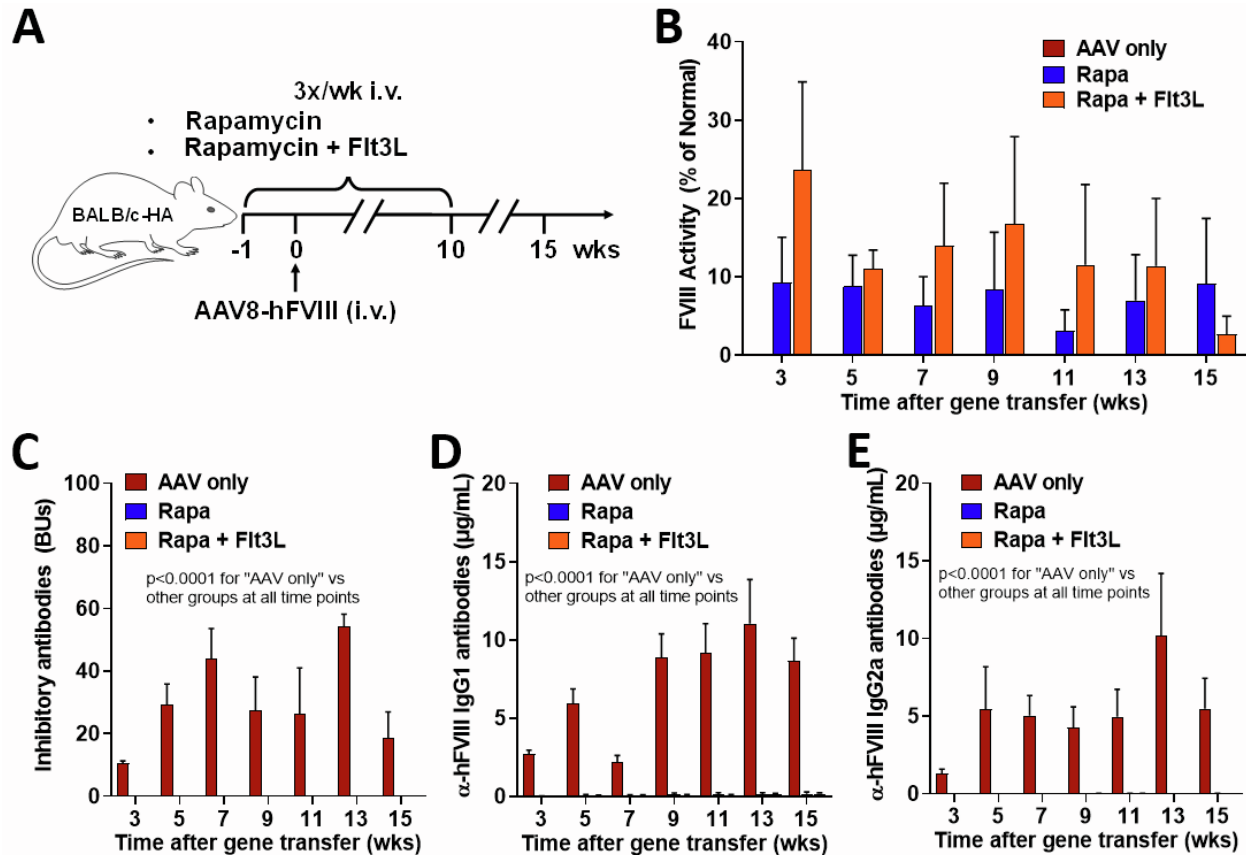 A
3x/wk i.v.
• Rapamycin
• Rapamycin + Flt3L
BALB/c-HA
-1 0 10 15 wks
AAV8-hFVIII (i.v.)
B
FVIII Activity (% of Normal)
40
30
20
10
0
AAV only
Rapa
Rapa + Flt3L
3 5 7 9 11 13 15
Time after gene transfer (wks)
C
Inhibitory antibodies (BUs)
100
80
60
40
20
0
AAV only
Rapa
Rapa + Flt3L
p<0.0001 for "AAV only" vs
other groups at all time points
3 5 7 9 11 13 15
Time after gene transfer (wks)
D
α-hFVIII IgG1 antibodies (µg/mL)
20
15
10
5
0
AAV only
Rapa
Rapa + Flt3L
p<0.0001 for "AAV only" vs
other groups at all time points
3 5 7 9 11 13 15
Time after gene transfer (wks)
E
α-hFVIII IgG2a antibodies (µg/mL)
20
15
10
5
0
AAV only
Rapa
Rapa + Flt3L
p<0.0001 for "AAV only" vs
other groups at all time points
3 5 7 9 11 13 15
Time after gene transfer (wks)